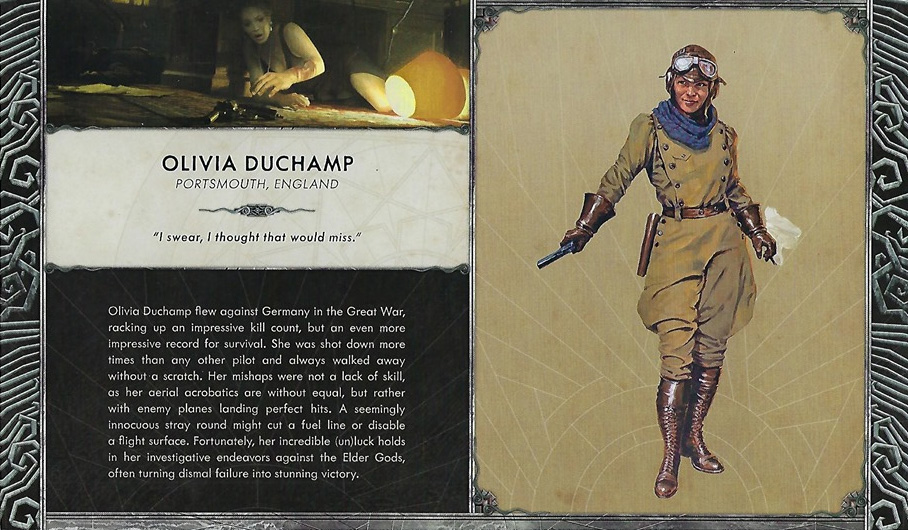 OLIVIA DUCHAMP
PORTSMOUTH, ENGLAND
"I swear, I thought that would miss."
Olivia Duchamp flew against Germany in the Great War,
racking up an impressive kill count, but an even more
impressive record for survival. She was shot down more
times than any other pilot and always walked away
without a scratch. Her mishaps were not a lack of skill,
as her aerial acrobatics are without equal, but rather
with enemy planes landing perfect hits. A seemingly
innocuous stray round might cut a fuel line or disable
a flight surface. Fortunately, her incredible (un)luck holds
in her investigative endeavors against the Elder Gods,
often turning dismal failure into stunning victory.